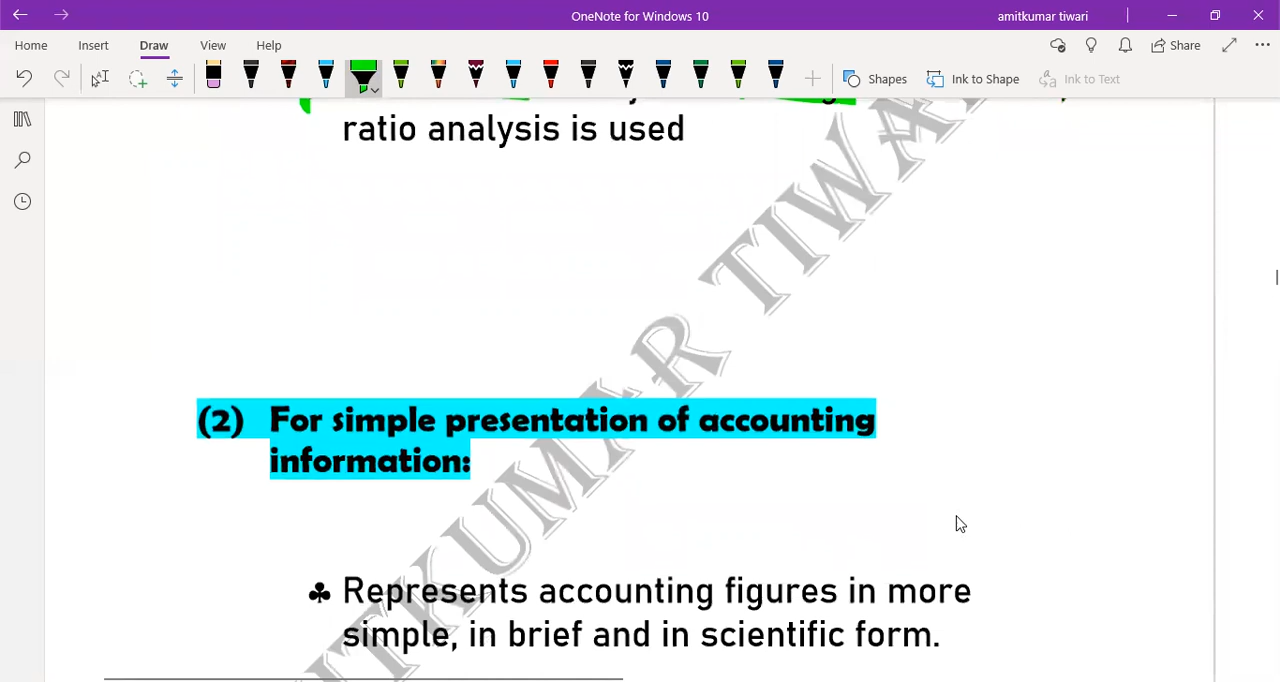 OneNote for Windows 10
amitkumar tiwari
Home Insert Draw View Help
Share
Shapes
Ink to Shape
Ink to Text
ratio analysis is used
(2) For simple presentation of accounting
information:
♣ Represents accounting figures in more
simple, in brief and in scientific form.
TKUMAR TIWA